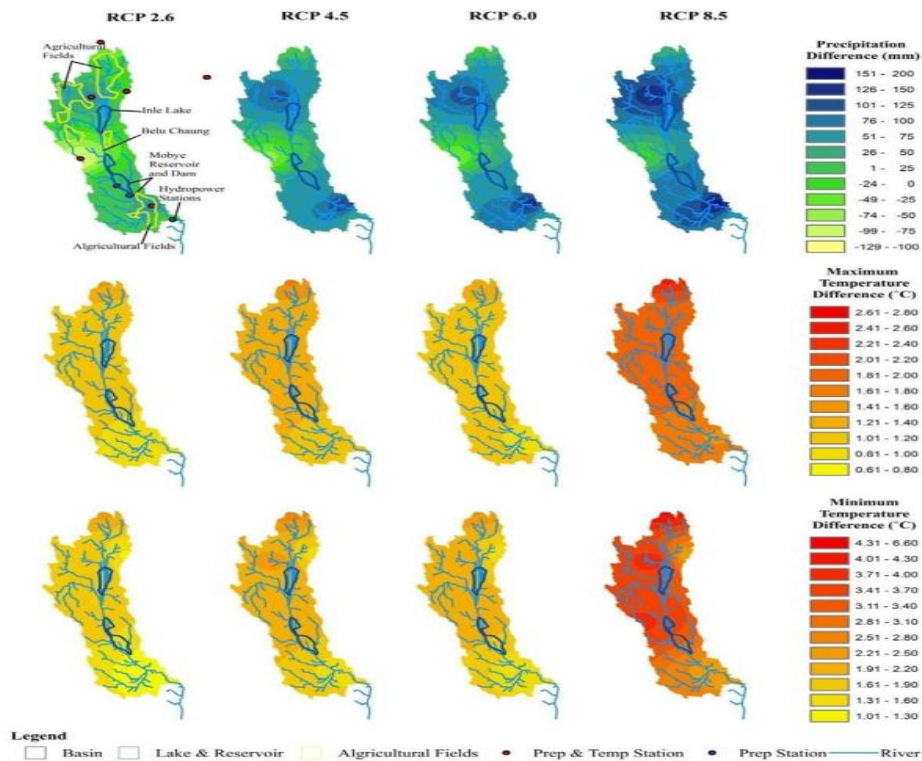 RCP 2.6
RCP 4.5
RCP 6.0
RCP 8.5
Agricultural
Fields
Inle Lake
Belu Chaung
Mobye
Reservoir
and Dam
Hydropower
Stations
Algricultural Fields
Precipitation
Difference (mm)
151 - 200
126 - 150
101 - 125
76 - 100
51 - 75
26 - 50
1 - 25
-24 - 0
-49 - -25
-74 - -50
-99 - -75
-129 - -100
Maximum
Temperature
Difference (˚C)
2.61 - 2.80
2.41 - 2.60
2.21 - 2.40
2.01 - 2.20
1.81 - 2.00
1.61 - 1.80
1.41 - 1.60
1.21 - 1.40
1.01 - 1.20
0.81 - 1.00
0.61 - 0.80
Minimum
Temperature
Difference (˚C)
4.31 - 6.60
4.01 - 4.30
3.71 - 4.00
3.41 - 3.70
3.11 - 3.40
2.81 - 3.10
2.51 - 2.80
2.21 - 2.50
1.91 - 2.20
1.61 - 1.90
1.31 - 1.60
1.01 - 1.30
Legend
Basin Lake & Reservoir Algricultural Fields Prep & Temp Station Prep Station River